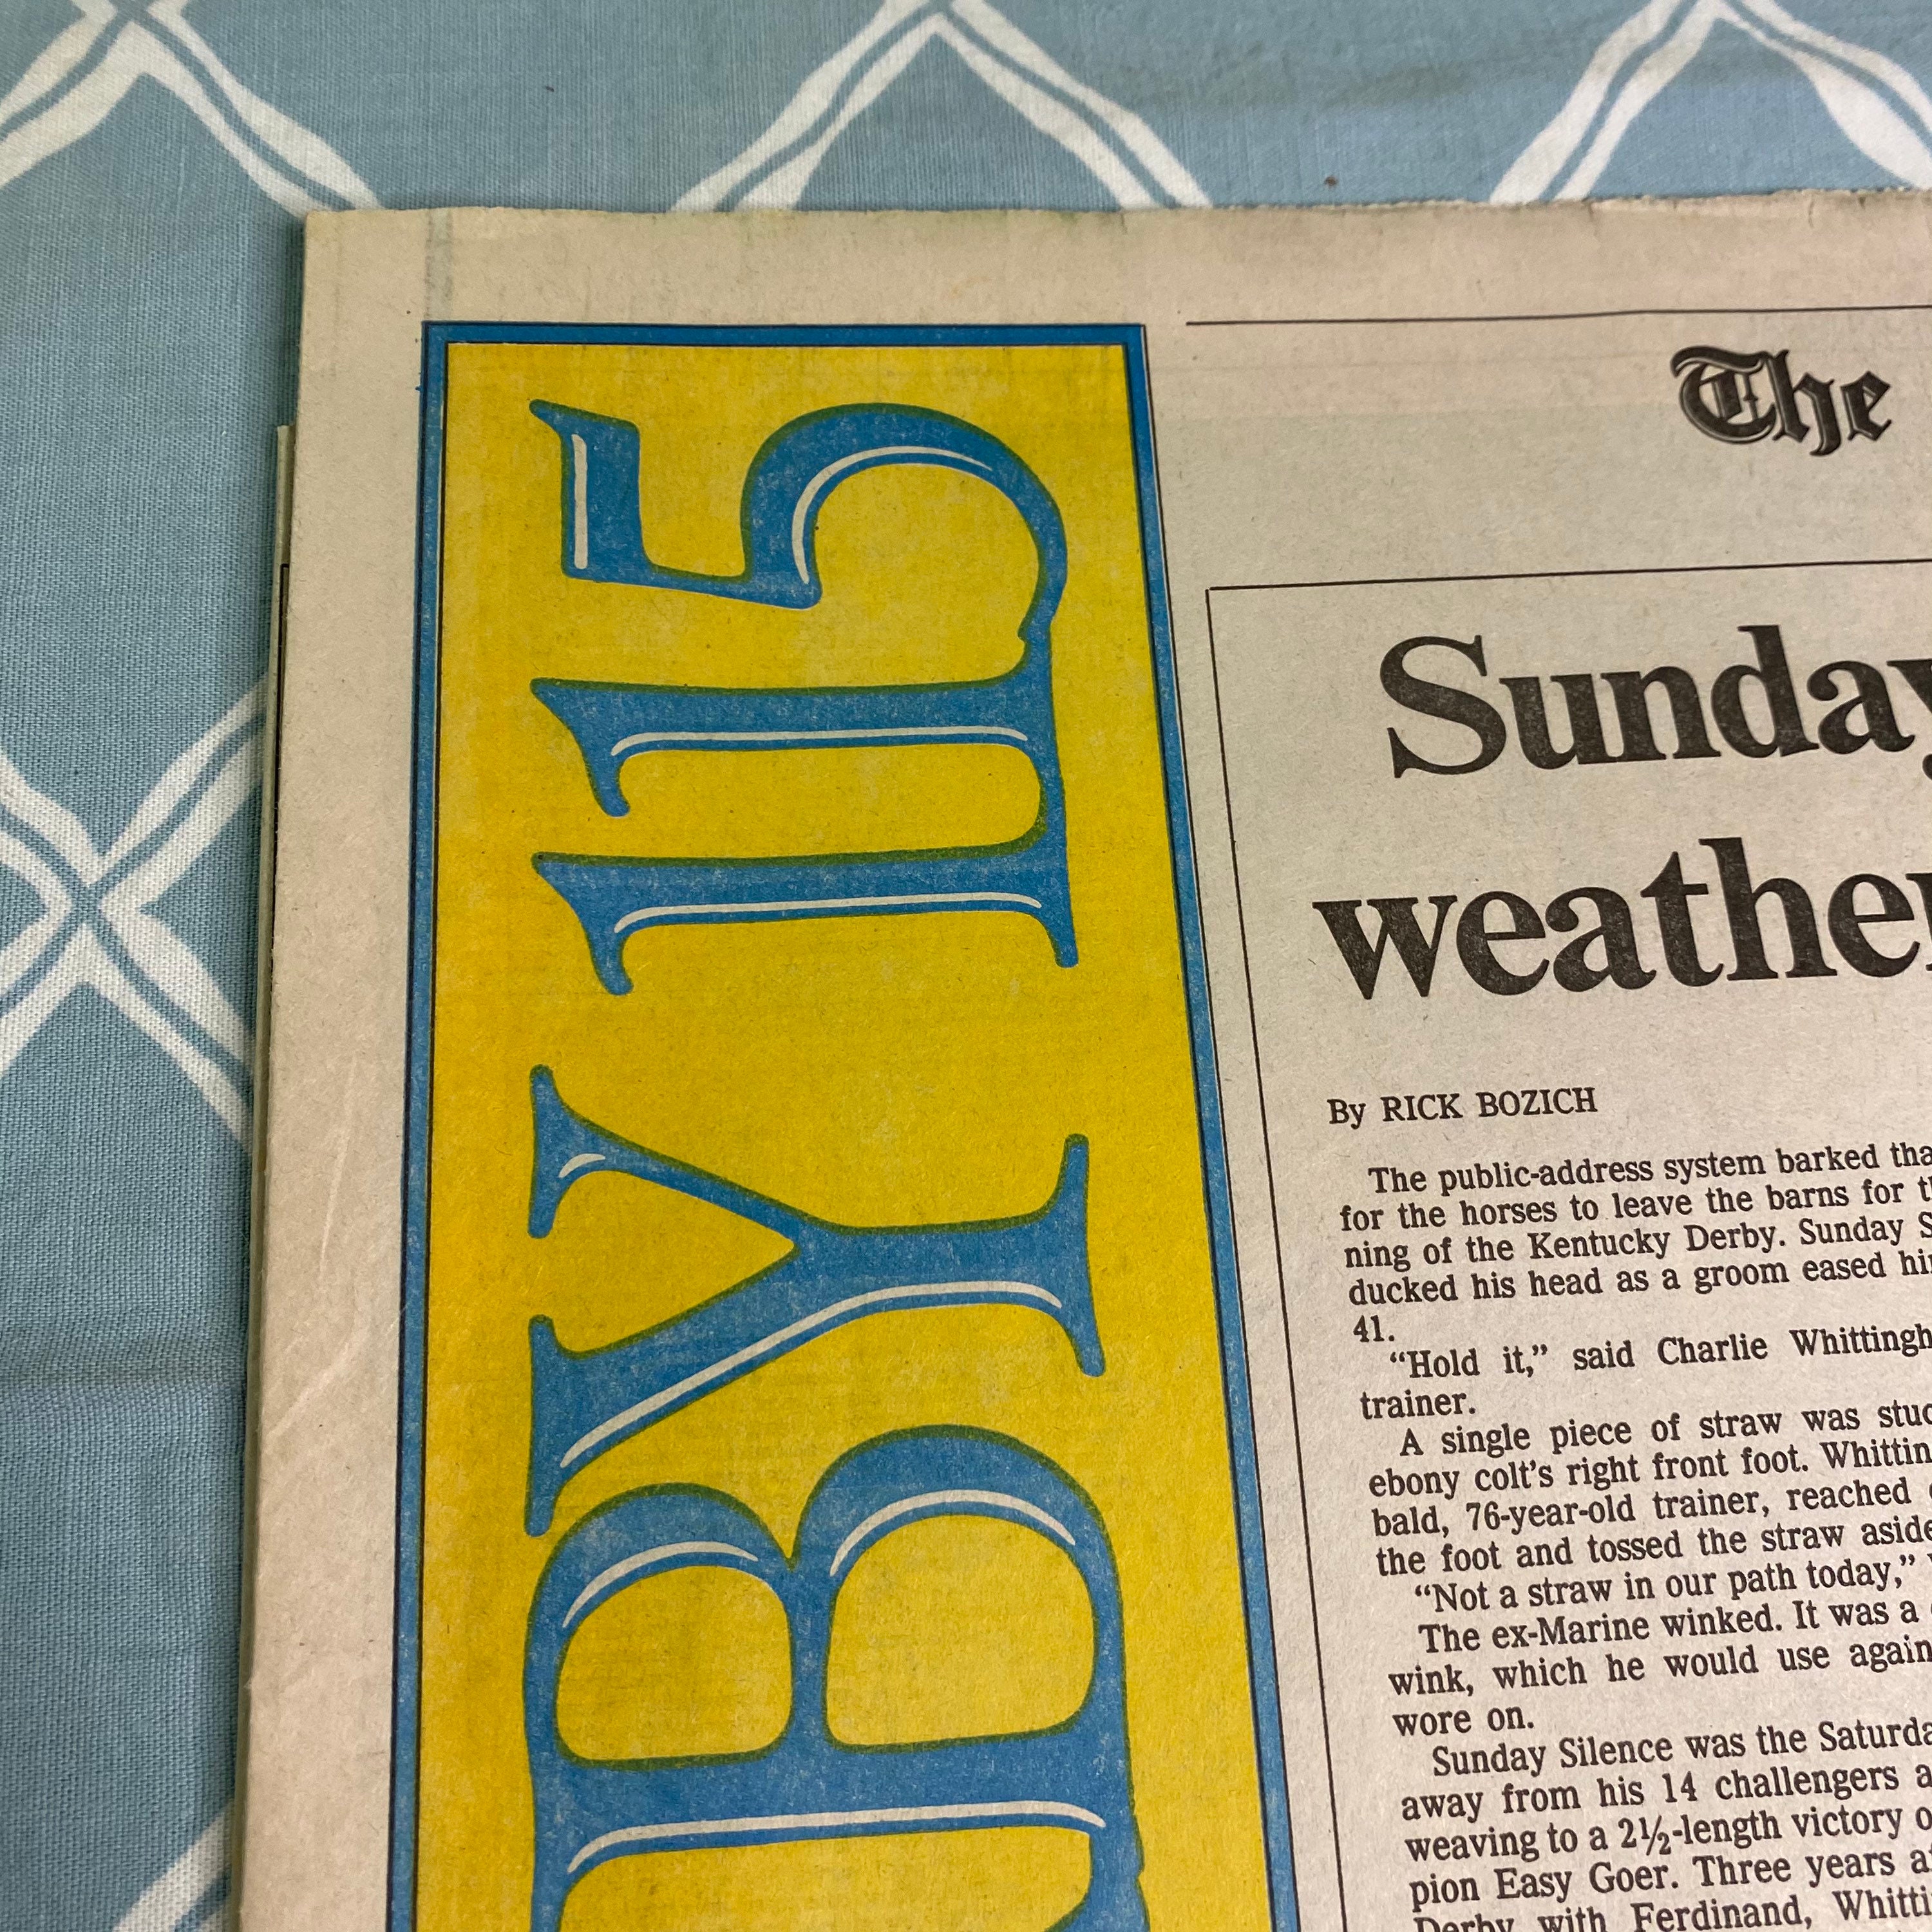 BY 115
The
Sunday
weather
By RICK BOZICH
The public-address system barked tha
for the horses to leave the barns for t
ning of the Kentucky Derby. Sunday S
ducked his head as a groom eased hi
41.
“Hold it,” said Charlie Whittingh
trainer.
A single piece of straw was stuc
ebony colt's right front foot. Whittin
bald, 76-year-old trainer, reached
the foot and tossed the straw aside
“Not a straw in our path today,”
The ex-Marine winked. It was a
wink, which he would use again
wore on.
Sunday Silence was the Saturda
away from his 14 challengers a
weaving to a 2½-length victory o
pion Easy Goer. Three years a
Derby with Ferdinand, Whitti